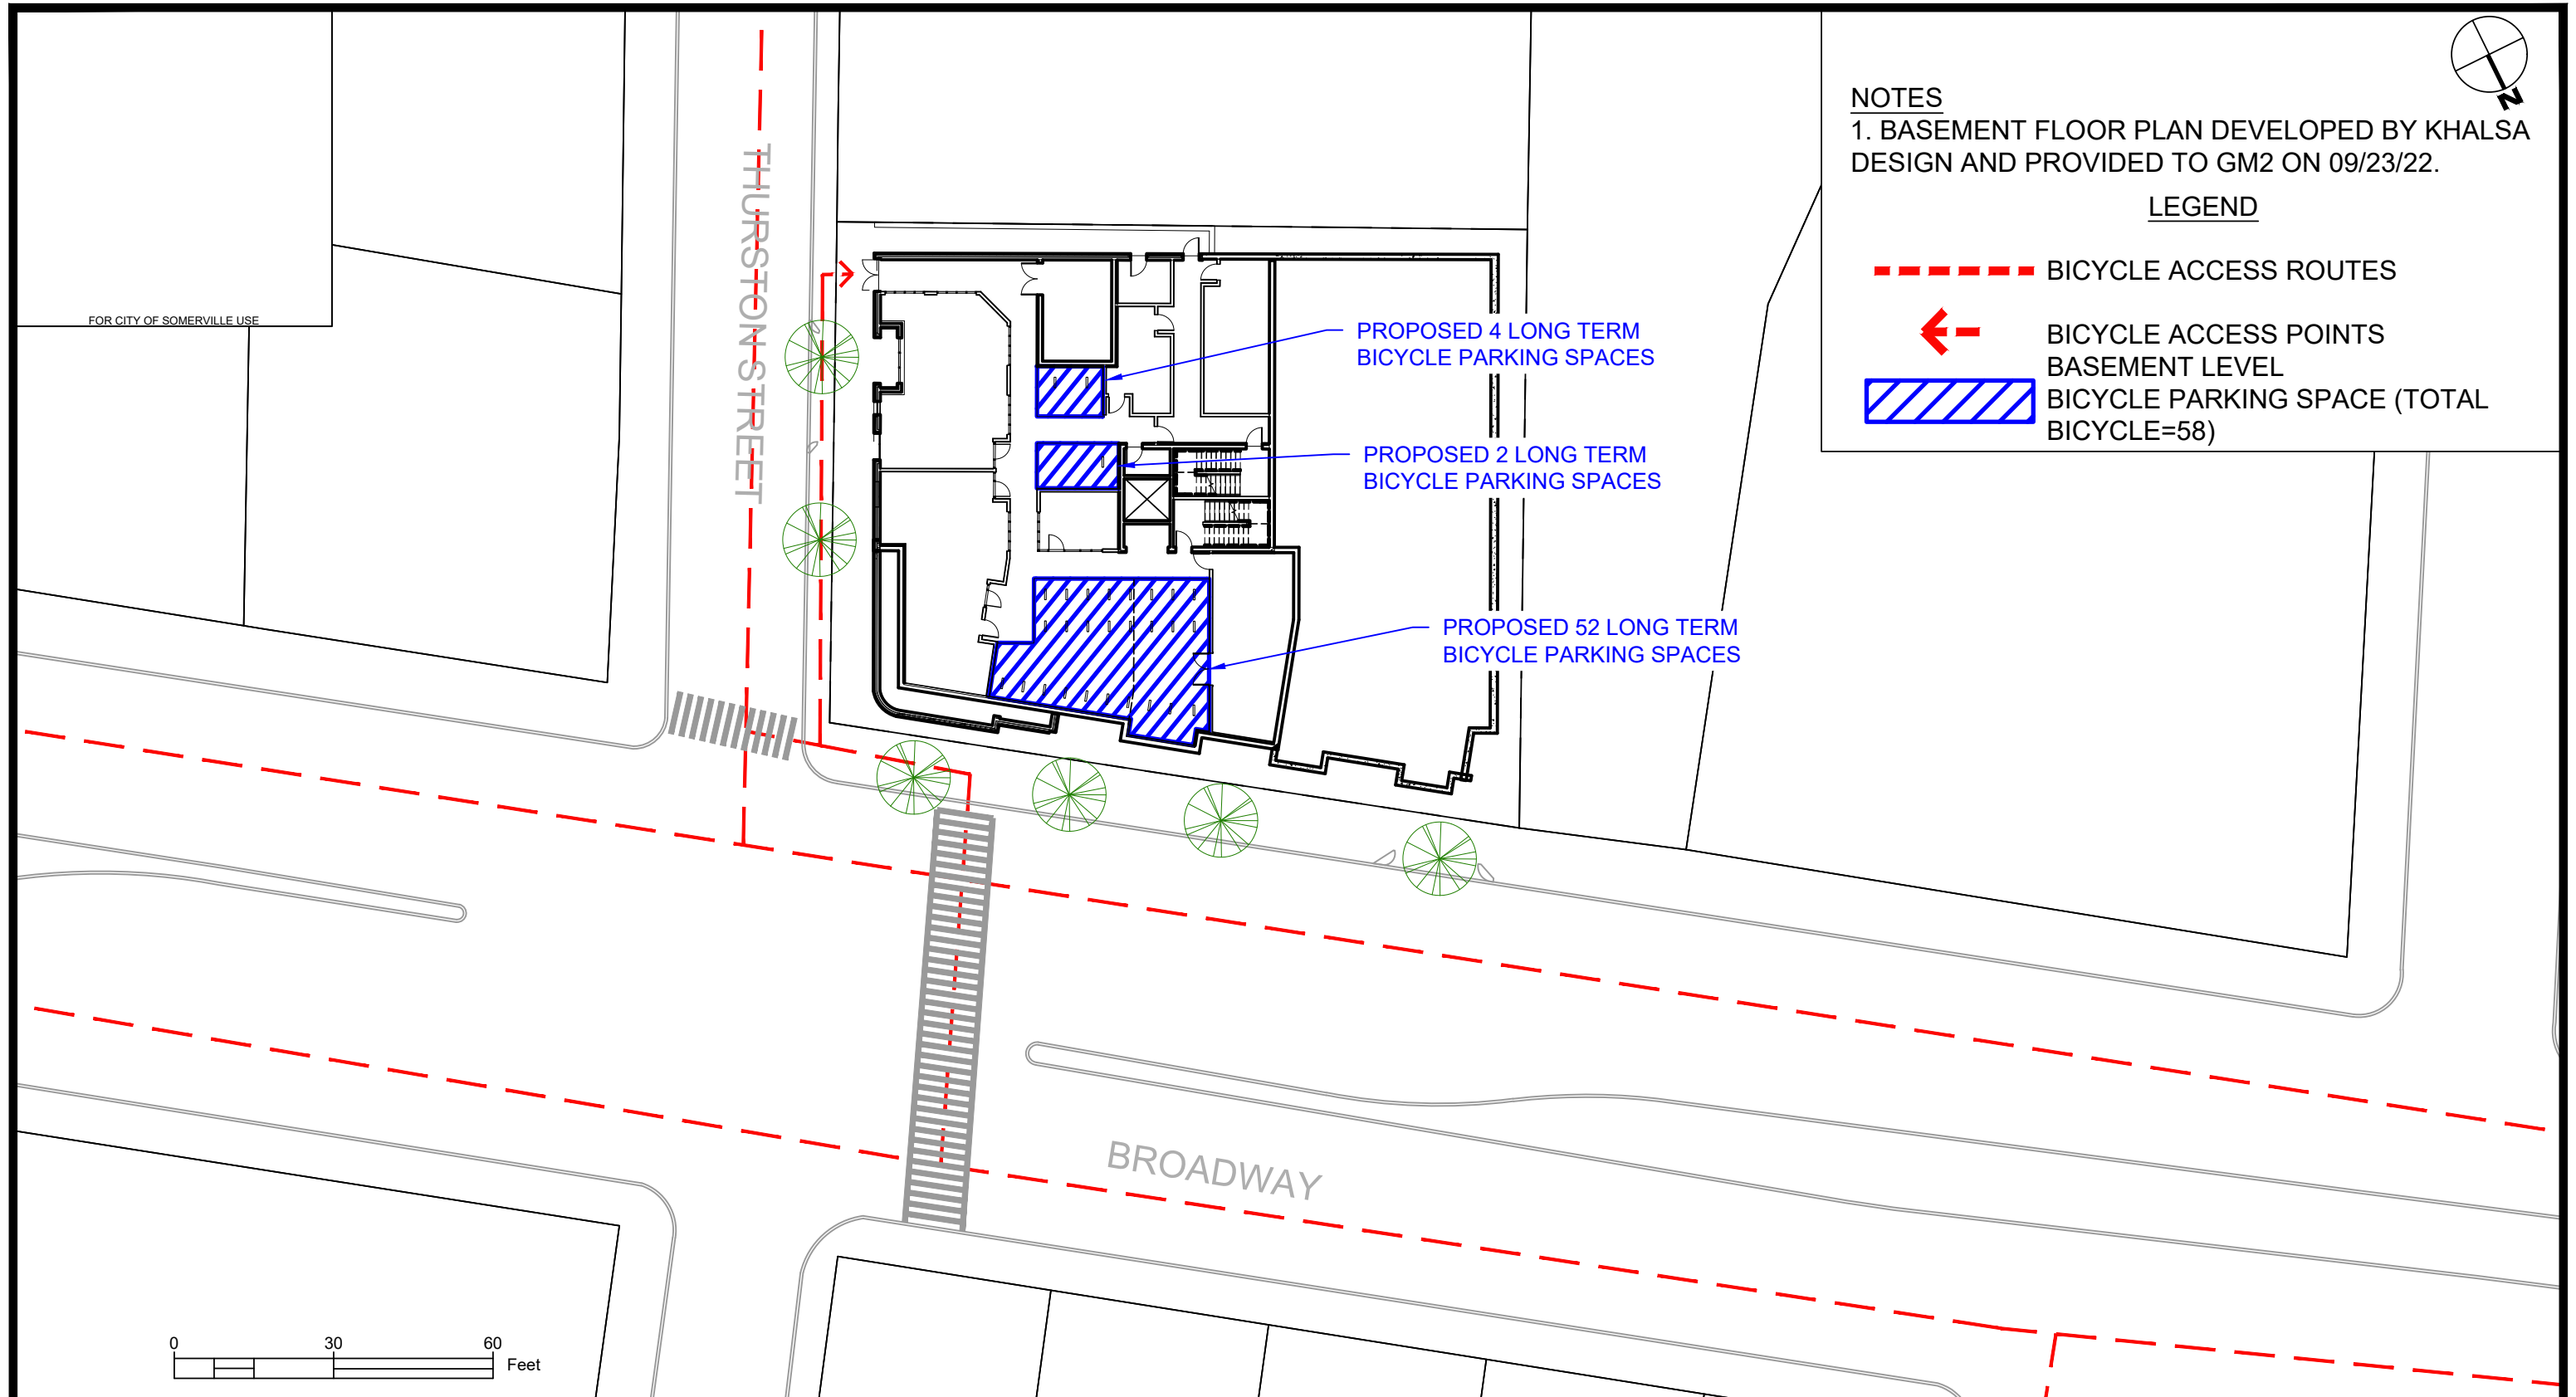 N
NOTES
1. BASEMENT FLOOR PLAN DEVELOPED BY KHALSA
DESIGN AND PROVIDED TO GM2 ON 09/23/22.
LEGEND
BICYCLE ACCESS ROUTES
BICYCLE ACCESS POINTS
BASEMENT LEVEL
BICYCLE PARKING SPACE (TOTAL
BICYCLE=58)
THURSTON STREET
FOR CITY OF SOMERVILLE USE
PROPOSED 4 LONG TERM
BICYCLE PARKING SPACES
PROPOSED 2 LONG TERM
BICYCLE PARKING SPACES
PROPOSED 52 LONG TERM
BICYCLE PARKING SPACES
BROADWAY
0 30 60
Feet